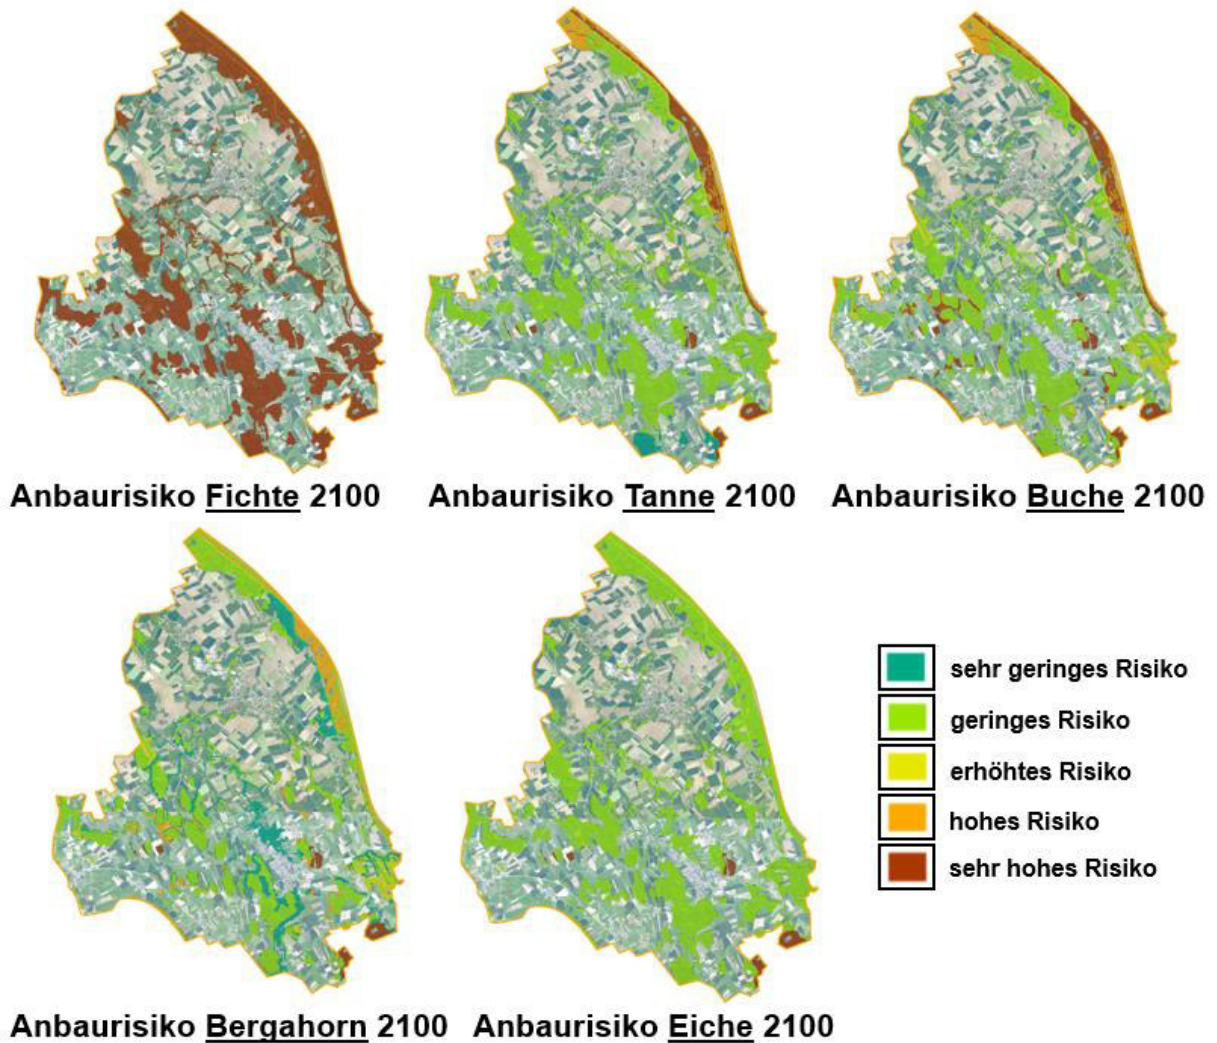 Anbaurisiko Fichte 2100
Anbaurisiko Tanne 2100
Anbaurisiko Buche 2100
Anbaurisiko Bergahorn 2100
Anbaurisiko Eiche 2100
sehr geringes Risiko
geringes Risiko
erhöhtes Risiko
hohes Risiko
sehr hohes Risiko